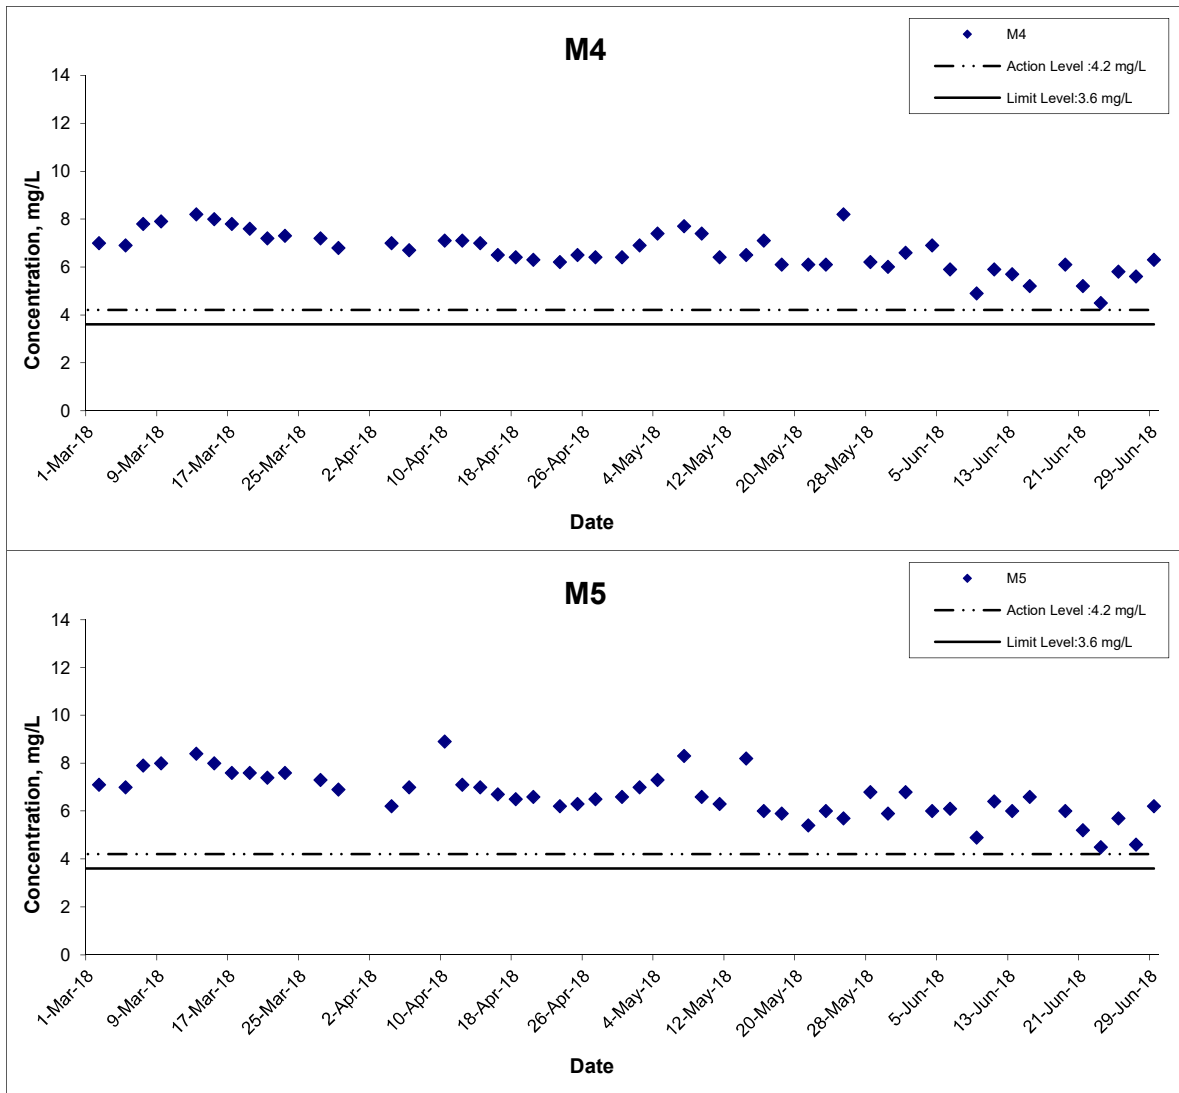 M4
M4
Action Level :4.2 mg/L
Limit Level:3.6 mg/L
Concentration, mg/L
14
12
10
8
6
4
2
0
1-Mar-18
9-Mar-18
17-Mar-18
25-Mar-18
2-Apr-18
10-Apr-18
18-Apr-18
26-Apr-18
4-May-18
12-May-18
20-May-18
28-May-18
5-Jun-18
13-Jun-18
21-Jun-18
29-Jun-18
Date
M5
M5
Action Level :4.2 mg/L
Limit Level:3.6 mg/L
Concentration, mg/L
14
12
10
8
6
4
2
0
1-Mar-18
9-Mar-18
17-Mar-18
25-Mar-18
2-Apr-18
10-Apr-18
18-Apr-18
26-Apr-18
4-May-18
12-May-18
20-May-18
28-May-18
5-Jun-18
13-Jun-18
21-Jun-18
29-Jun-18
Date